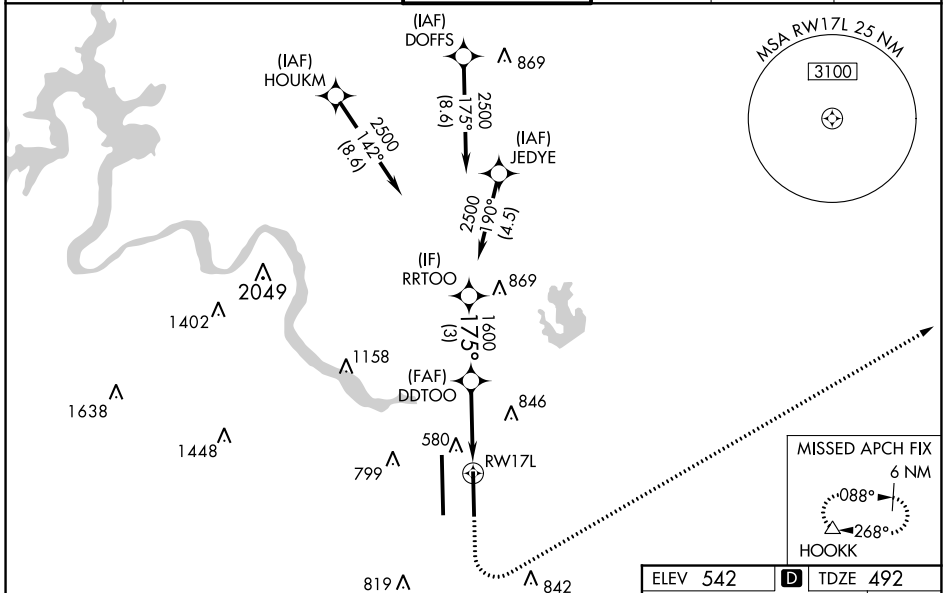 (IAF)
DOFFS
869
(IAF)
HOUKM
2500
175°
(8.6)
2500
142°
(8.6)
MSA RW17L 25 NM
3100
(IAF)
JEDYE
2500
190°
(4.5)
(IF)
RRTOO
869
2049
1402
1600
175°
(3)
1158
(FAF)
DDTOO
1638
846
1448
580
799
RW17L
MISSED APCH FIX
6 NM
088°
268°
HOOKK
819
842
ELEV 542
D
TDZE 492